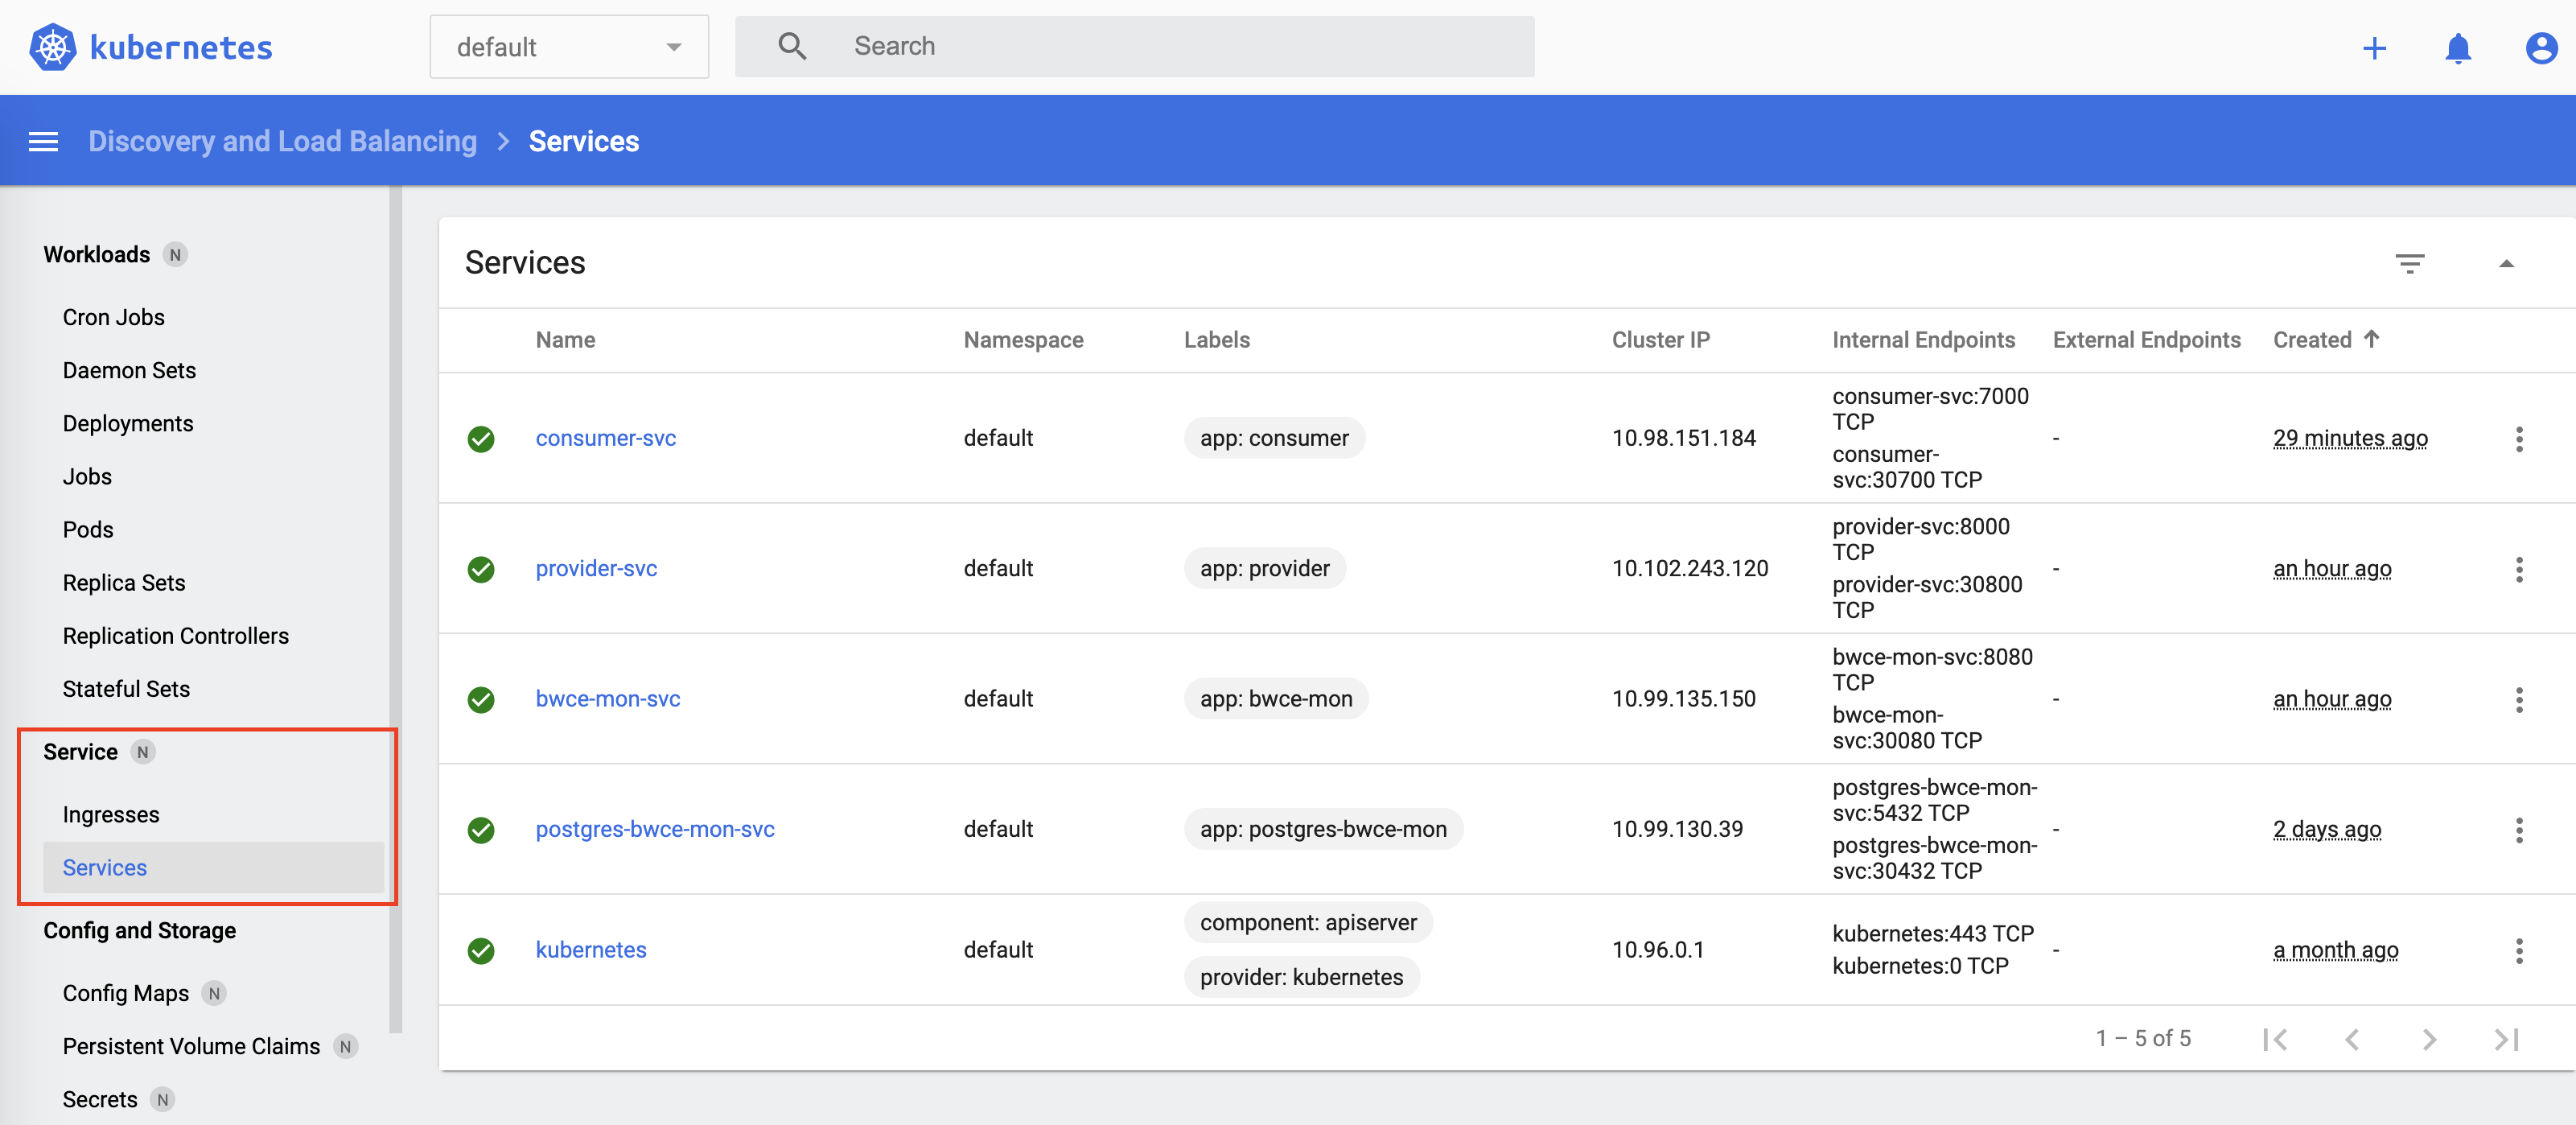 kubernetes
default
Search
Discovery and Load Balancing > Services
Workloads N
Cron Jobs
Daemon Sets
Deployments
Jobs
Pods
Replica Sets
Replication Controllers
Stateful Sets
Service N
Ingresses
Services
Config and Storage
Config Maps N
Persistent Volume Claims N
Secrets N
Services
Name Namespace Labels Cluster IP Internal Endpoints External Endpoints Created
consumer-svc default app: consumer 10.98.151.184
consumer-svc:7000
TCP
consumer-
svc:30700 TCP
- 29 minutes ago
provider-svc default app: provider 10.102.243.120
provider-svc:8000
TCP
provider-svc:30800
TCP
- an hour ago
bwce-mon-svc default app: bwce-mon 10.99.135.150
bwce-mon-svc:8080
TCP
bwce-mon-
svc:30080 TCP
- an hour ago
postgres-bwce-mon-svc default app: postgres-bwce-mon 10.99.130.39
postgres-bwce-mon-
svc:5432 TCP
postgres-bwce-mon-
svc:30432 TCP
- 2 days ago
kubernetes default
component: apiserver
provider: kubernetes
10.96.0.1
kubernetes:443 TCP
kubernetes:0 TCP
- a month ago
1 – 5 of 5